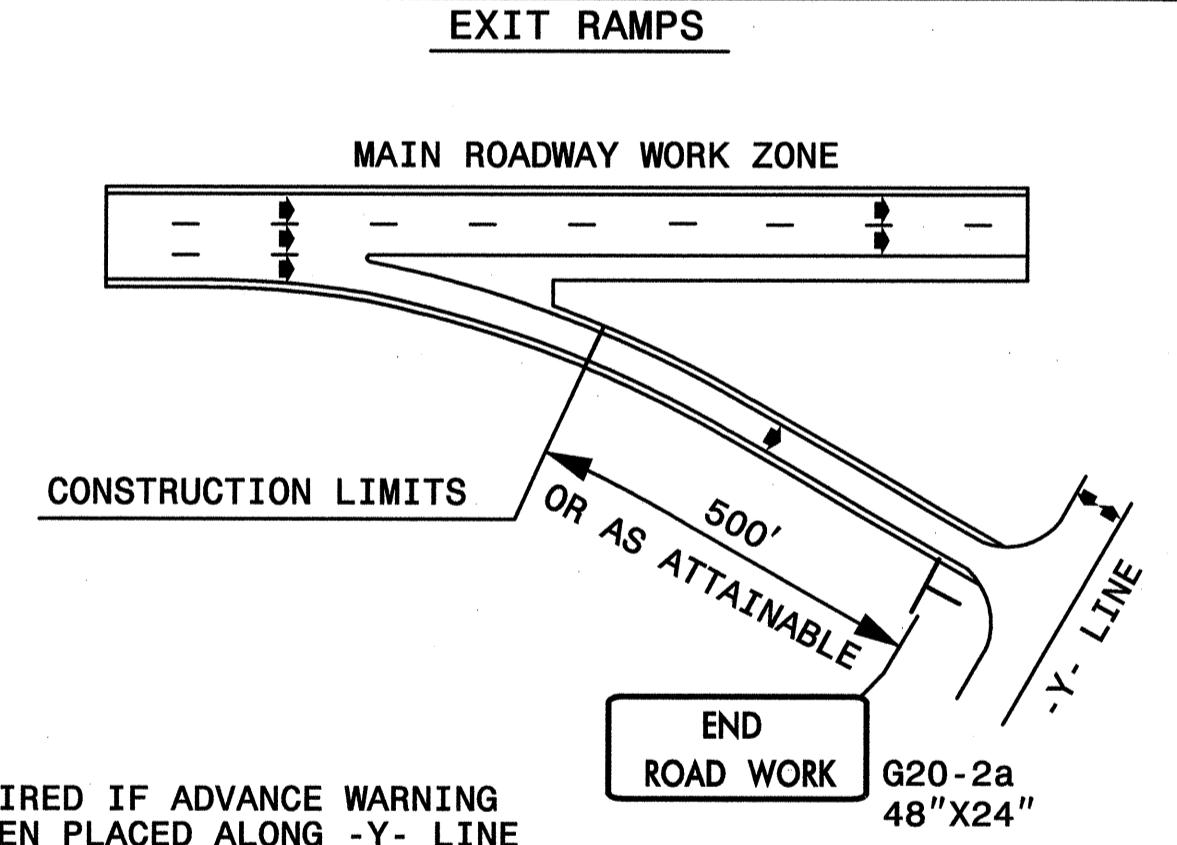 EXIT RAMPS
MAIN ROADWAY WORK ZONE
CONSTRUCTION LIMITS
500'
OR AS ATTAINABLE
-Y- LINE
END
ROAD WORK
G20-2a
48"X24"
IRED IF ADVANCE WARNING
EN PLACED ALONG -Y- LINE